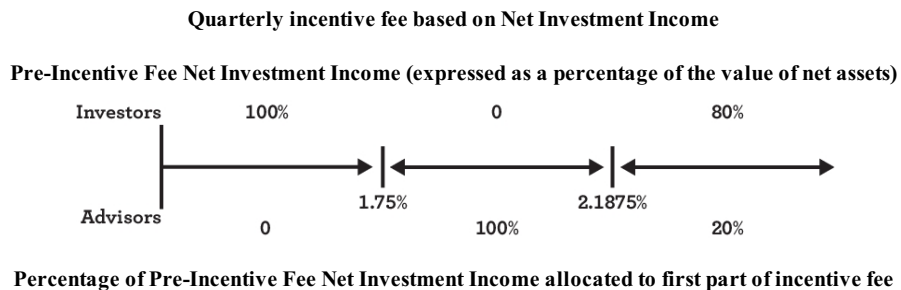 Quarterly incentive fee based on Net Investment Income
Pre-Incentive Fee Net Investment Income (expressed as a percentage of the value of net assets)
Investors 100% 0 80%
1.75% 2.1875%
Advisors 0 100% 20%
Percentage of Pre-Incentive Fee Net Investment Income allocated to first part of incentive fee